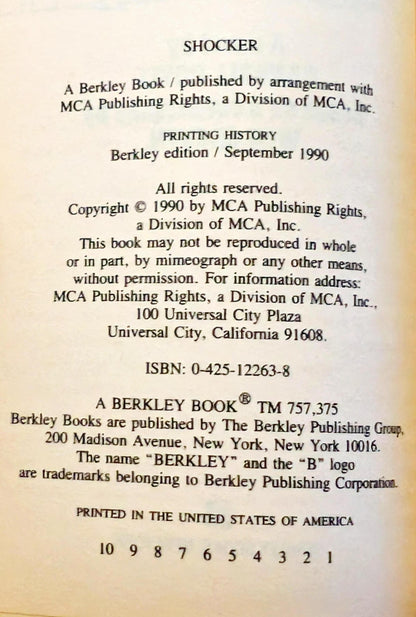 SHOCKER
A Berkley Book / published by arrangement with
MCA Publishing Rights, a Division of MCA, Inc.
PRINTING HISTORY
Berkley edition / September 1990
All rights reserved.
Copyright © 1990 by MCA Publishing Rights,
a Division of MCA, Inc.
This book may not be reproduced in whole
or in part, by mimeograph or any other means,
without permission. For information address:
MCA Publishing Rights, a Division of MCA, Inc.,
100 Universal City Plaza
Universal City, California 91608.
ISBN: 0-425-12263-8
A BERKLEY BOOK® TM 757,375
Berkley Books are published by The Berkley Publishing Group,
200 Madison Avenue, New York, New York 10016.
The name "BERKLEY" and the "B" logo
are trademarks belonging to Berkley Publishing Corporation.
PRINTED IN THE UNITED STATES OF AMERICA
10 9 8 7 6 5 4 3 2 1